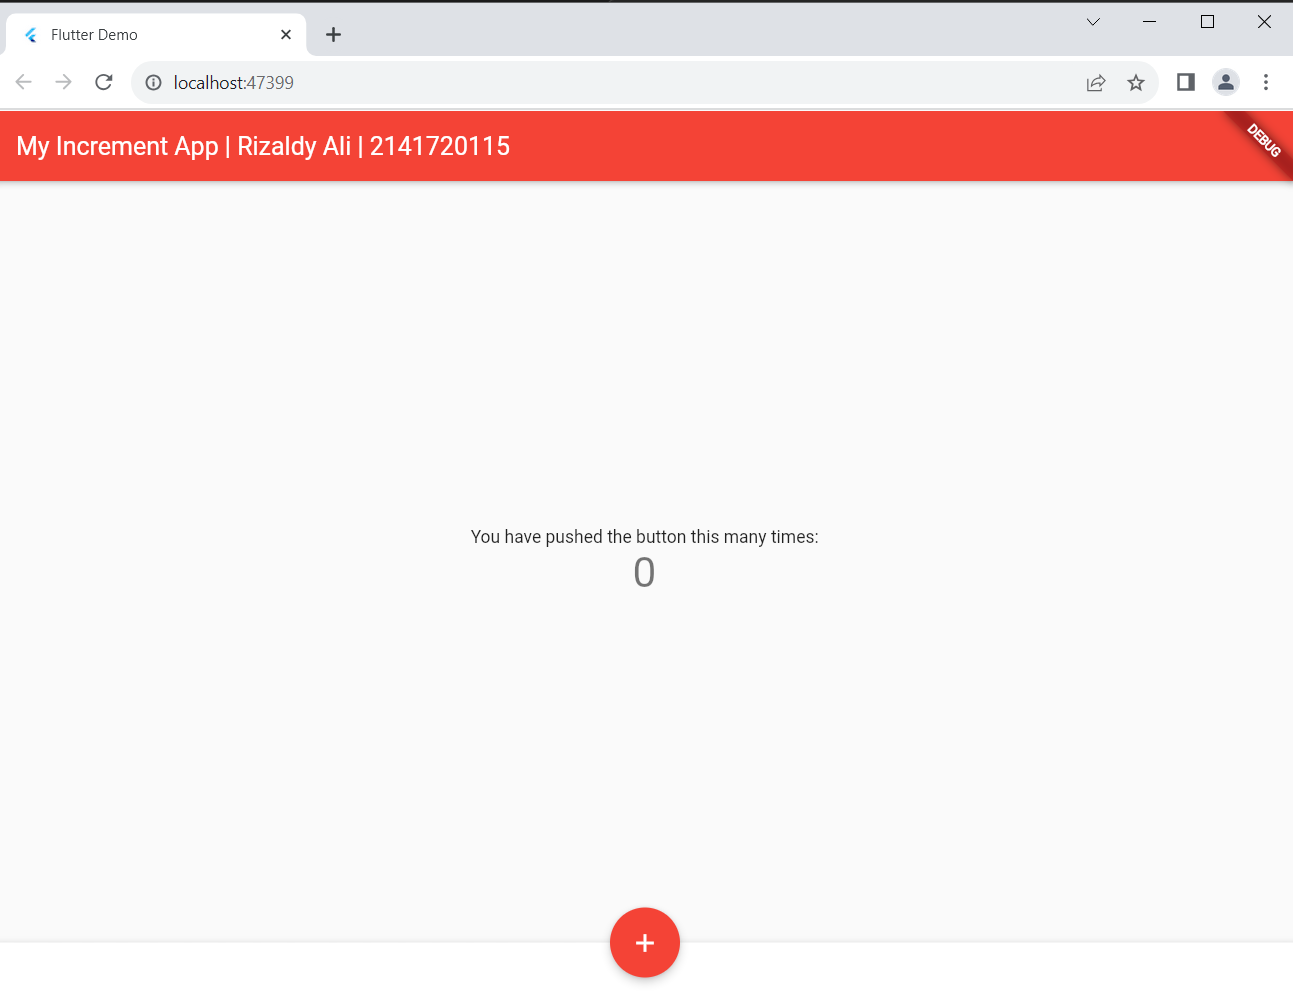 Flutter Demo
localhost:47399
My Increment App | Rizaldy Ali | 2141720115
DEBUG
You have pushed the button this many times:
0